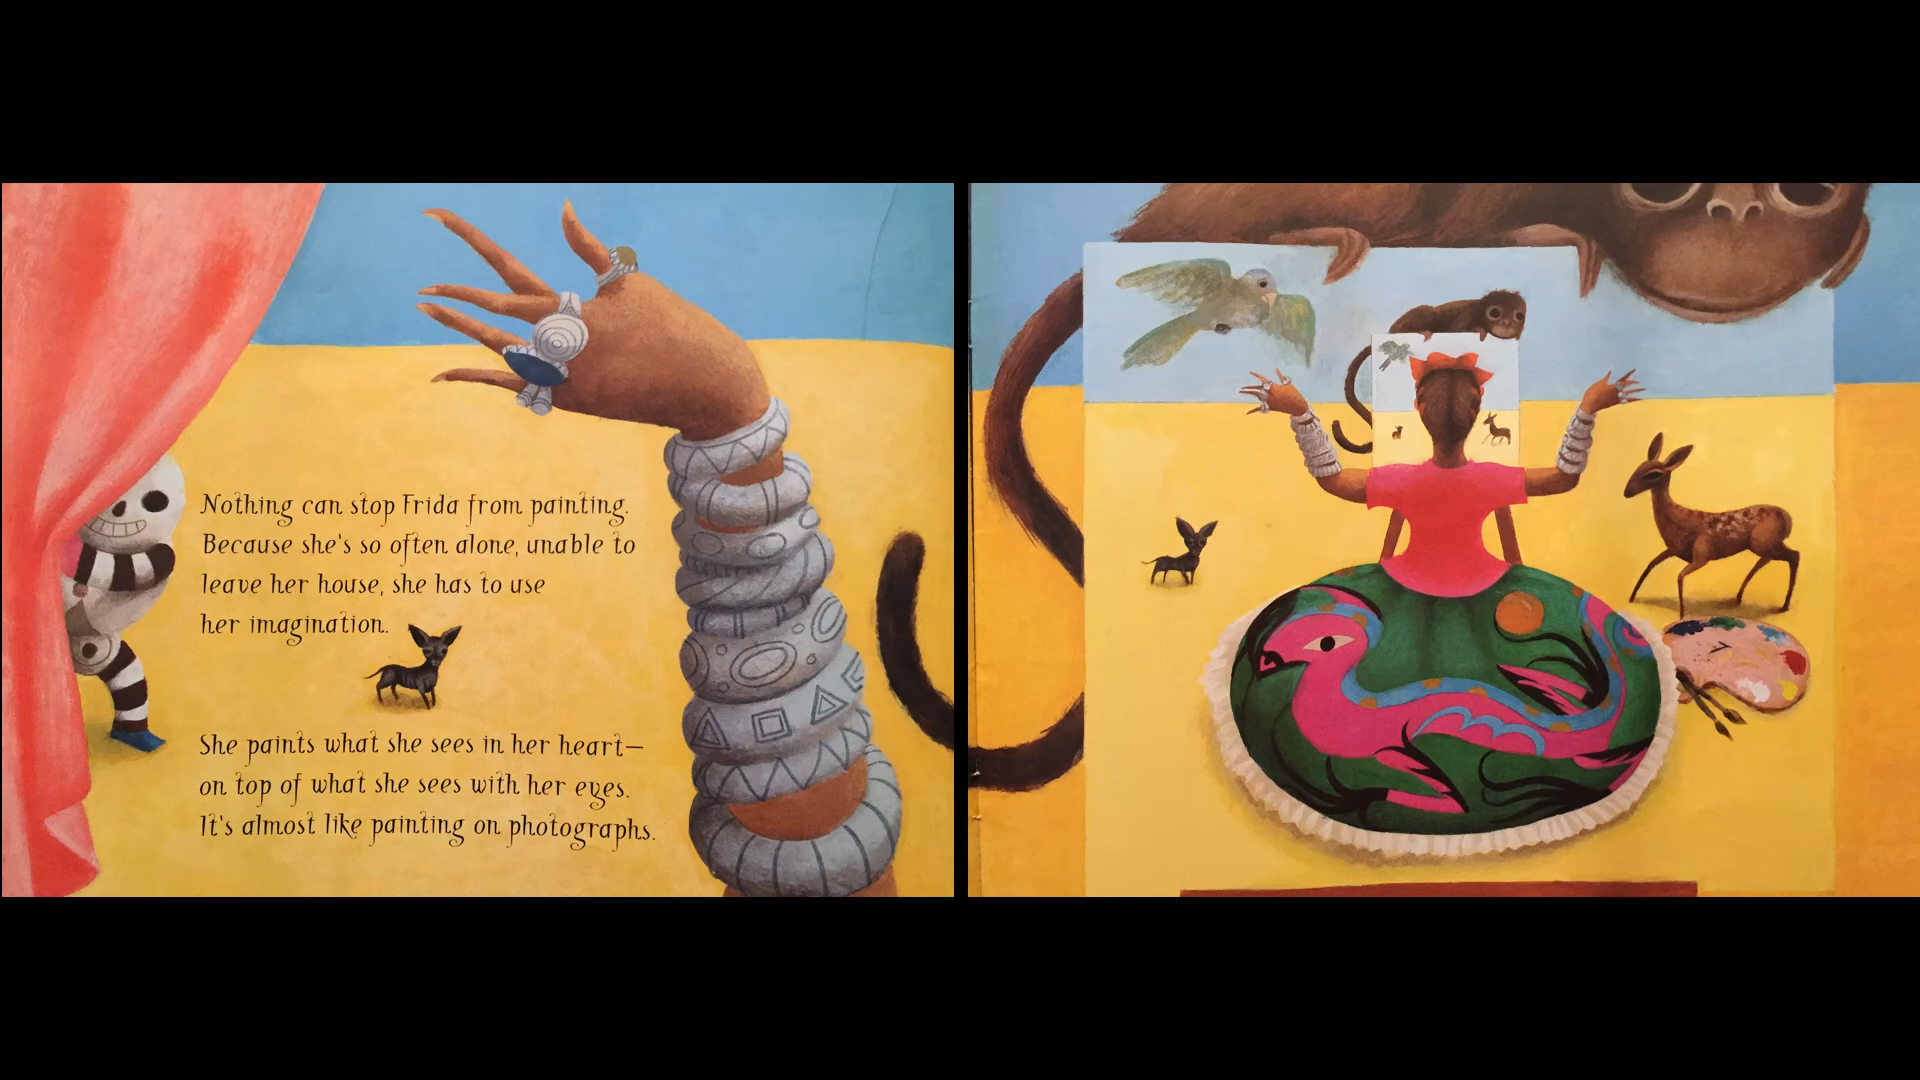 Nothing can stop Frida from painting.
Because she's so often alone, unable to
leave her house, she has to use
her imagination.
She paints what she sees in her heart—
on top of what she sees with her eyes.
It's almost like painting on photographs.